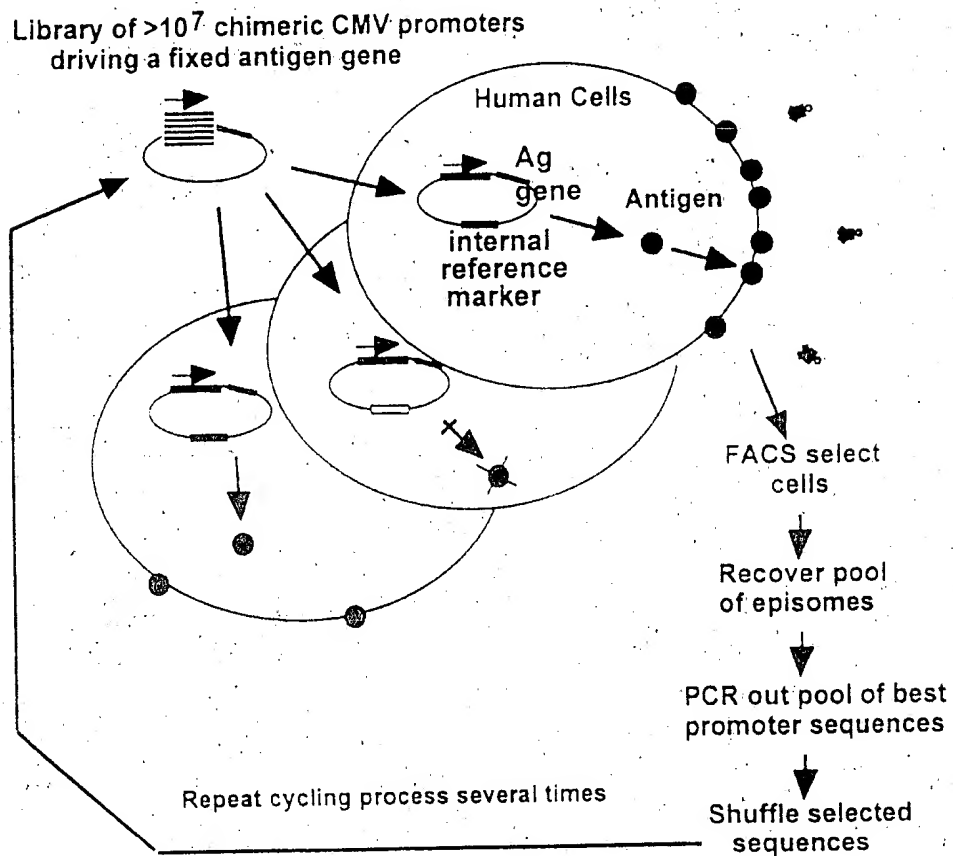 Library of >10⁷ chimeric CMV promoters
driving a fixed antigen gene
Human Cells
Ag
gene
Antigen
internal
reference
marker
FACS select
cells
Recover pool
of episomes
PCR out pool of best
promoter sequences
Repeat cycling process several times
Shuffle selected
sequences